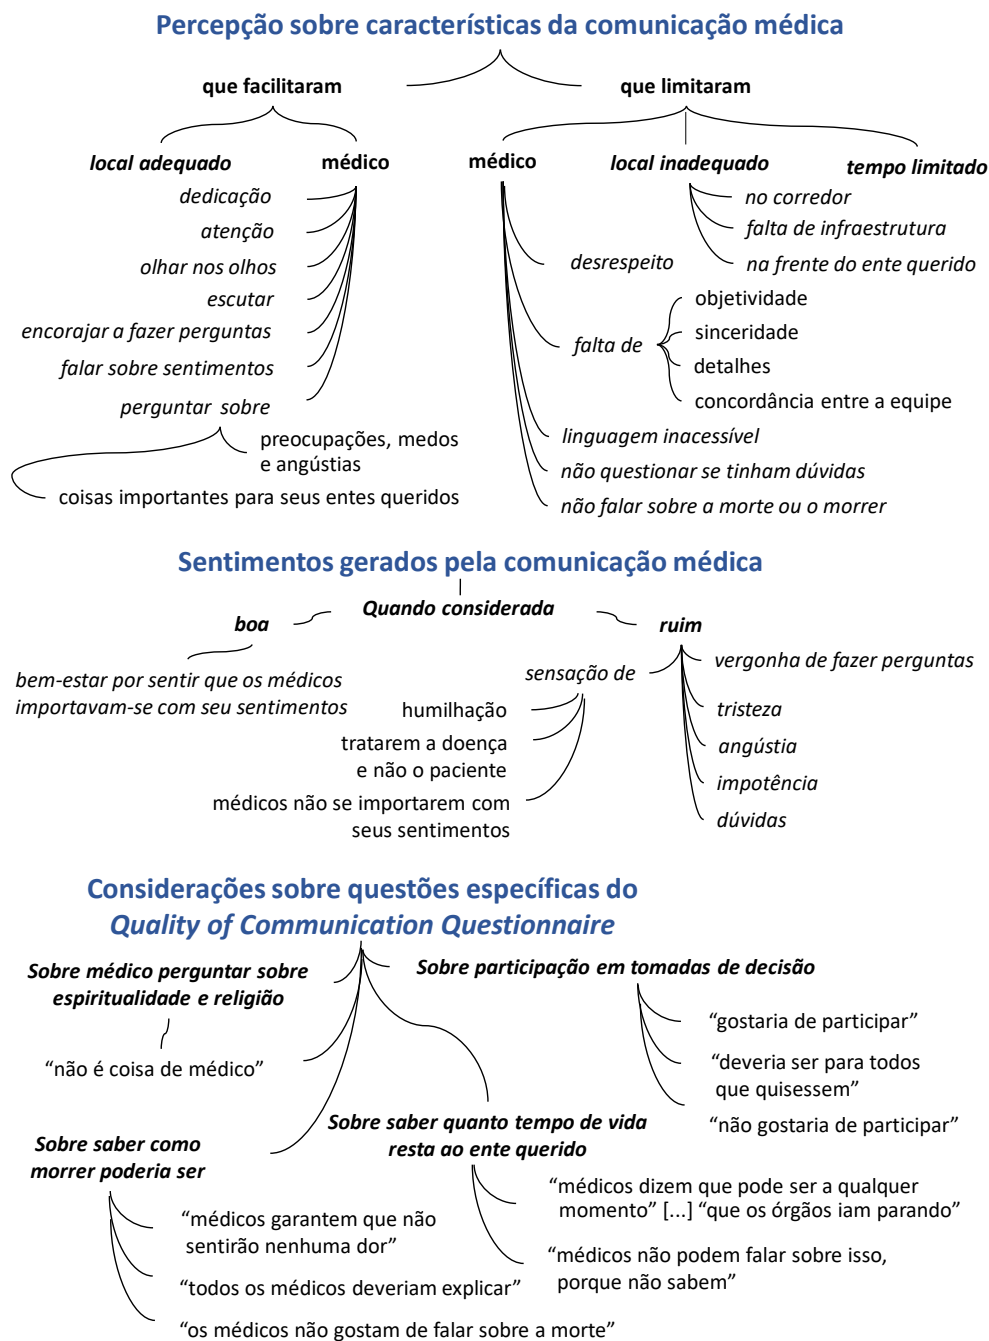 Percepção sobre características da comunicação médica
que facilitaram
que limitaram
local adequado
médico
dedicação
atenção
olhar nos olhos
escutar
encorajar a fazer perguntas
falar sobre sentimentos
perguntar sobre
preocupações, medos
e angústias
coisas importantes para seus entes queridos
médico
local inadequado
tempo limitado
no corredor
falta de infraestrutura
na frente do ente querido
desrespeito
falta de
objetividade
sinceridade
detalhes
concordância entre a equipe
linguagem inacessível
não questionar se tinham dúvidas
não falar sobre a morte ou o morrer
Sentimentos gerados pela comunicação médica
Quando considerada
boa
bem-estar por sentir que os médicos
importavam-se com seu sentimentos
ruim
sensação de
humilhação
tratarem a doença
e não o paciente
médicos não se importarem com
seus sentimentos
vergonha de fazer perguntas
tristeza
angústia
impotência
dúvidas
Considerações sobre questões específicas do
Quality of Communication Questionnaire
Sobre médico perguntar sobre
espiritualidade e religião
“não é coisa de médico”
Sobre participação em tomadas de decisão
“gostaria de participar”
“deveria ser para todos
que quisessem”
“não gostaria de participar”
Sobre saber como
morrer poderia ser
“médicos garantem que não
sentirão nenhuma dor”
“todos os médicos deveriam explicar”
“os médicos não gostam de falar sobre a morte”
Sobre saber quanto tempo de vida
resta ao ente querido
“médicos dizem que pode ser a qualquer
momento” [...] “que os órgãos iam parando”
“médicos não podem falar sobre isso,
porque não sabem”